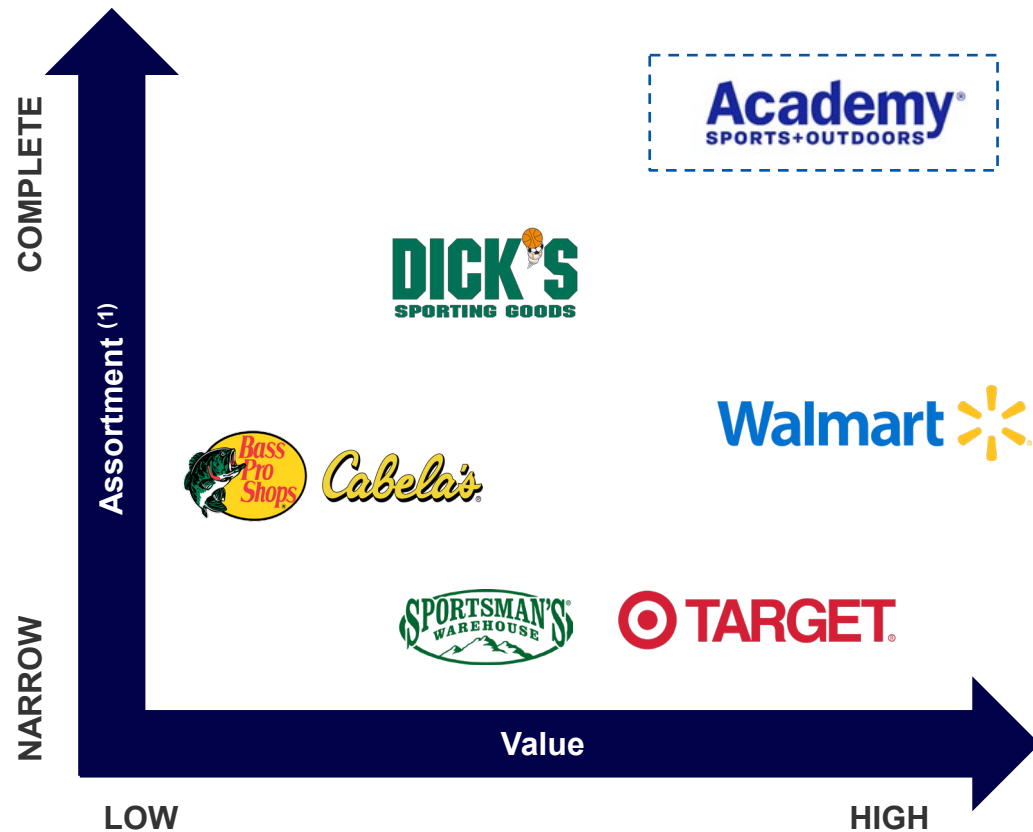 COMPLETE
Academy®
SPORTS+OUTDOORS
DICK'S
SPORTING GOODS
Assortment (1)
Walmart
Bass
Pro
Shops
Cabela's®
SPORTSMAN'S®
WAREHOUSE
TARGET®
NARROW
Value
LOW
HIGH